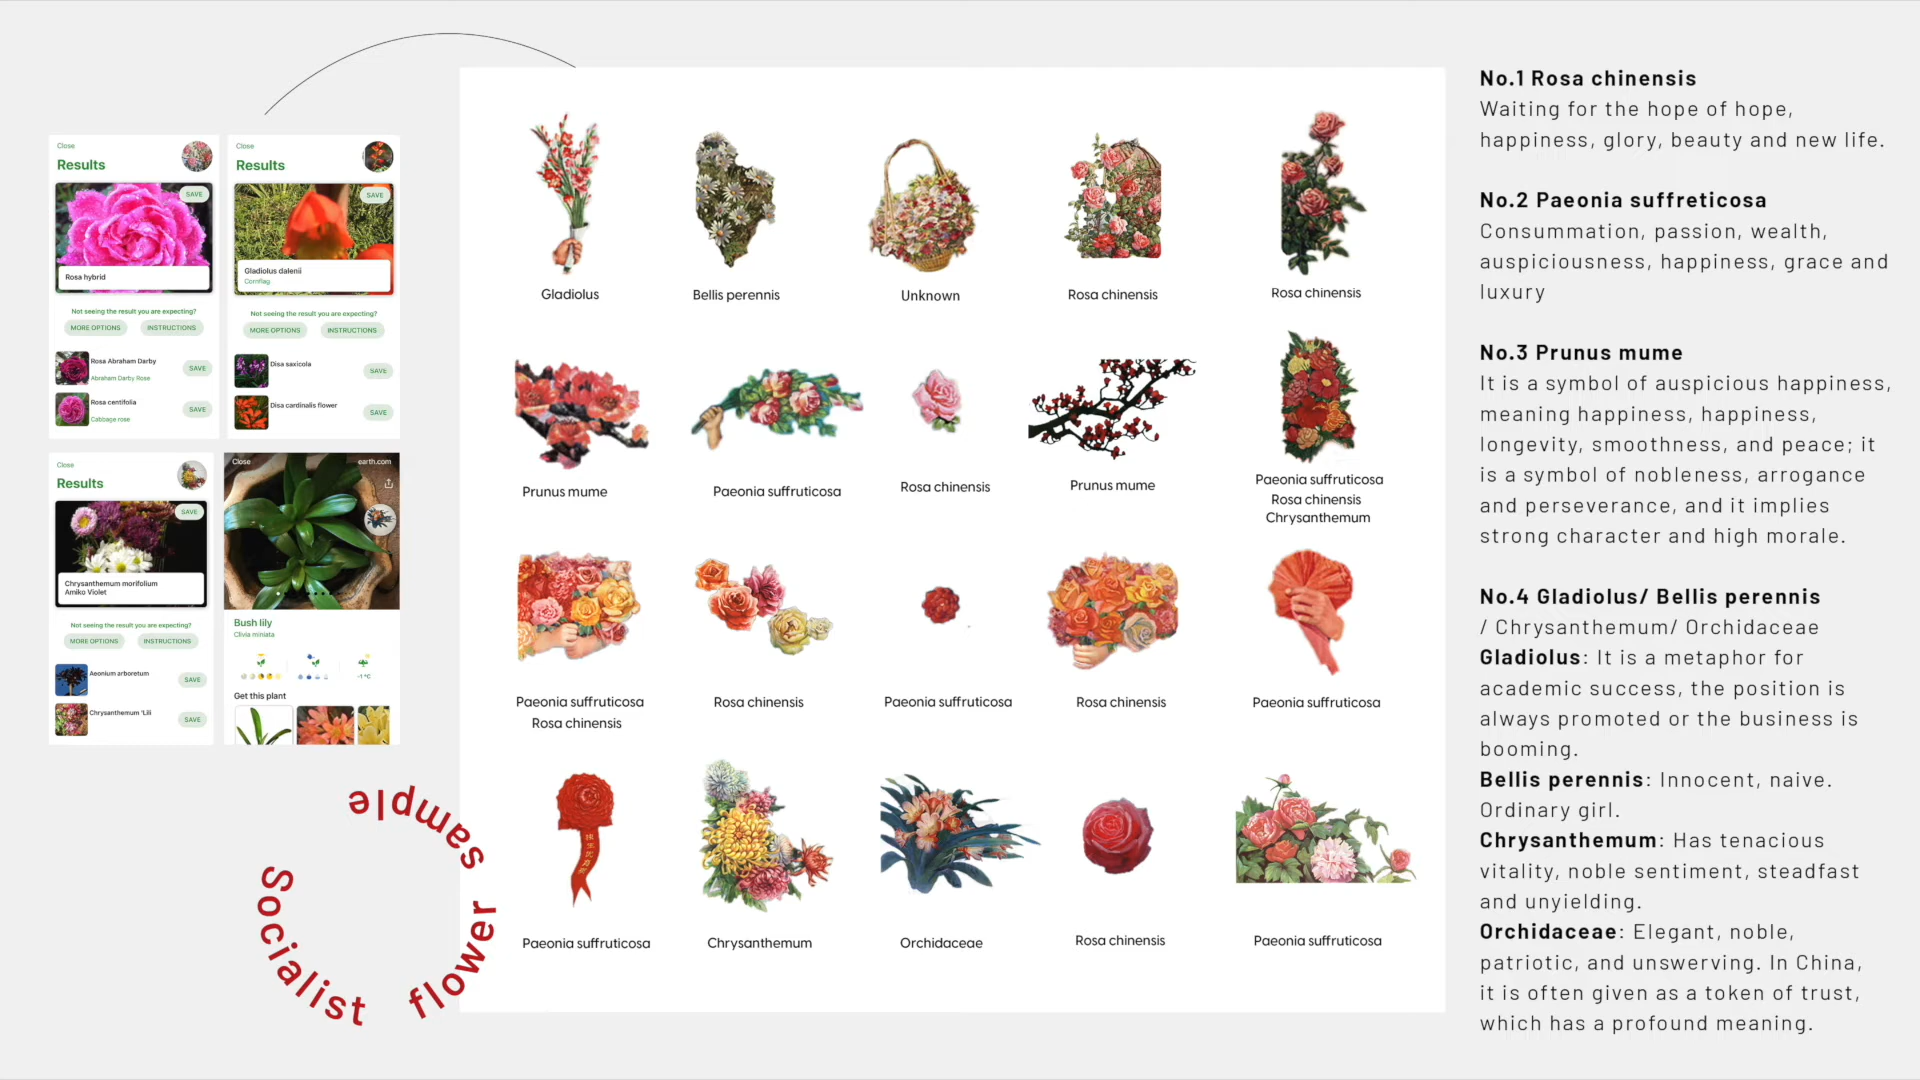 Close
Results
SAVE
Rosa hybrid
Not seeing the result you are expecting?
MORE OPTIONS
INSTRUCTIONS
Rosa Abraham Darby
Abraham Darby Rose
SAVE
Rosa centifolia
Cabbage rose
SAVE
Close
Results
SAVE
Gladiolus dalenii
Cornflag
Not seeing the result you are expecting?
MORE OPTIONS
INSTRUCTIONS
Disa saxicola
SAVE
Disa cardinalis flower
SAVE
Close
Results
SAVE
Chrysanthemum morifolium
Amiko Violet
Not seeing the result you are expecting?
MORE OPTIONS
INSTRUCTIONS
Aeonium arboretum
SAVE
Chrysanthemum 'Lili
SAVE
Close
earth.com
Bush lily
Clivia miniata
-1 °C
Get this plant
Socialist flower sample
Gladiolus
Bellis perennis
Unknown
Rosa chinensis
Rosa chinensis
Prunus mume
Paeonia suffruticosa
Rosa chinensis
Prunus mume
Paeonia suffruticosa
Rosa chinensis
Chrysanthemum
Paeonia suffruticosa
Rosa chinensis
Rosa chinensis
Paeonia suffruticosa
Rosa chinensis
Paeonia suffruticosa
Paeonia suffruticosa
Chrysanthemum
Orchidaceae
Rosa chinensis
Paeonia suffruticosa
No.1 Rosa chinensis
Waiting for the hope of hope,
happiness, glory, beauty and new life.
No.2 Paeonia suffreticosa
Consummation, passion, wealth,
auspiciousness, happiness, grace and
luxury
No.3 Prunus mume
It is a symbol of auspicious happiness,
meaning happiness, happiness,
longevity, smoothness, and peace; it
is a symbol of nobleness, arrogance
and perseverance, and it implies
strong character and high morale.
No.4 Gladiolus/ Bellis perennis
/ Chrysanthemum/ Orchidaceae
Gladiolus: It is a metaphor for
academic success, the position is
always promoted or the business is
booming.
Bellis perennis: Innocent, naive.
Ordinary girl.
Chrysanthemum: Has tenacious
vitality, noble sentiment, steadfast
and unyielding.
Orchidaceae: Elegant, noble,
patriotic, and unswerving. In China,
it is often given as a token of trust,
which has a profound meaning.